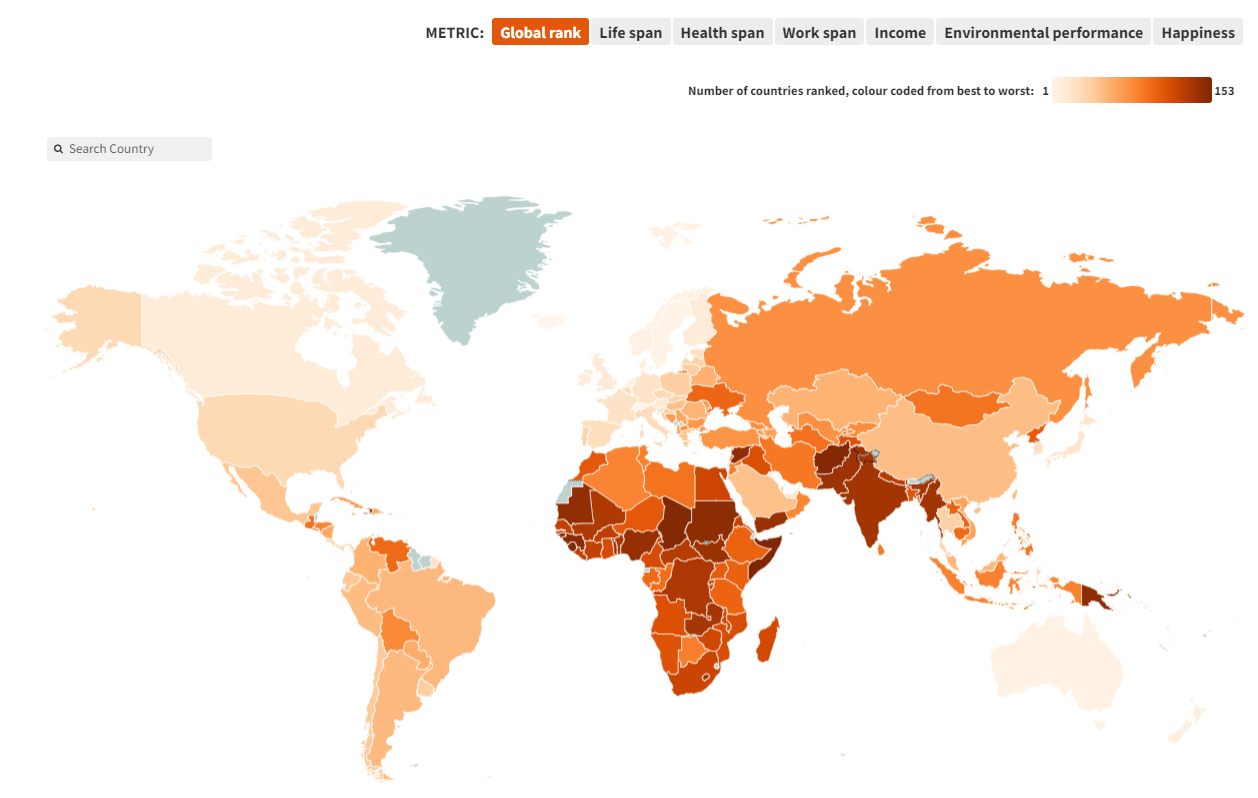 METRIC: Global rank Life span Health span Work span Income Environmental performance Happiness
Number of countries ranked, colour coded from best to worst: 1 153
Search Country